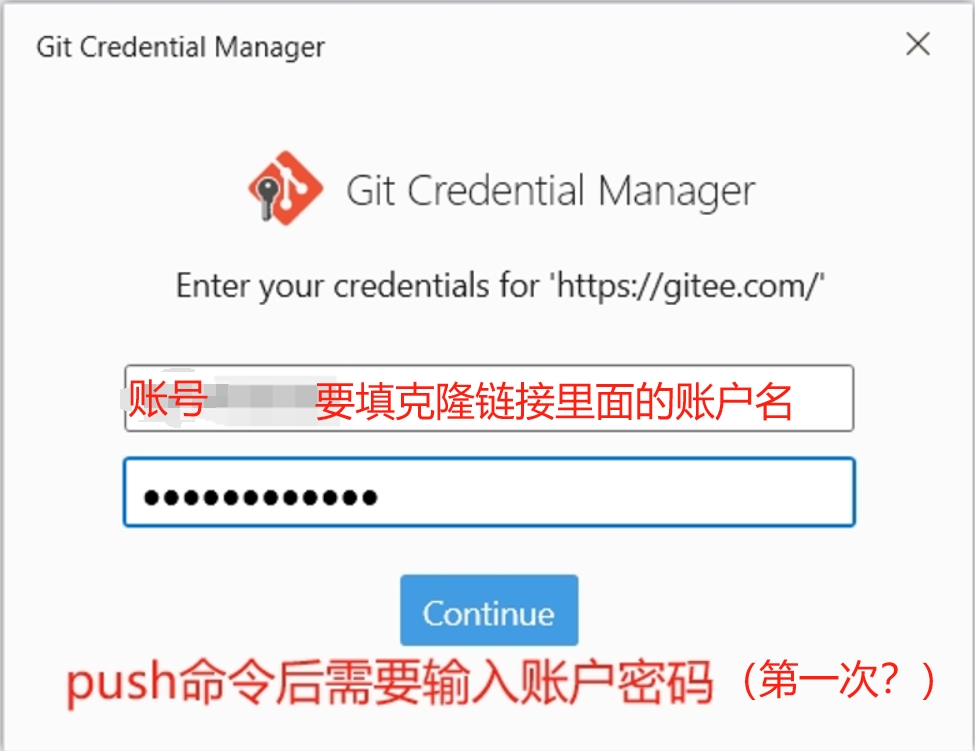 Git Credential Manager
Git Credential Manager
Enter your credentials for 'https://gitee.com/'
账号 要填克隆链接里面的账户名
Continue
push命令后需要输入账户密码（第一次？）